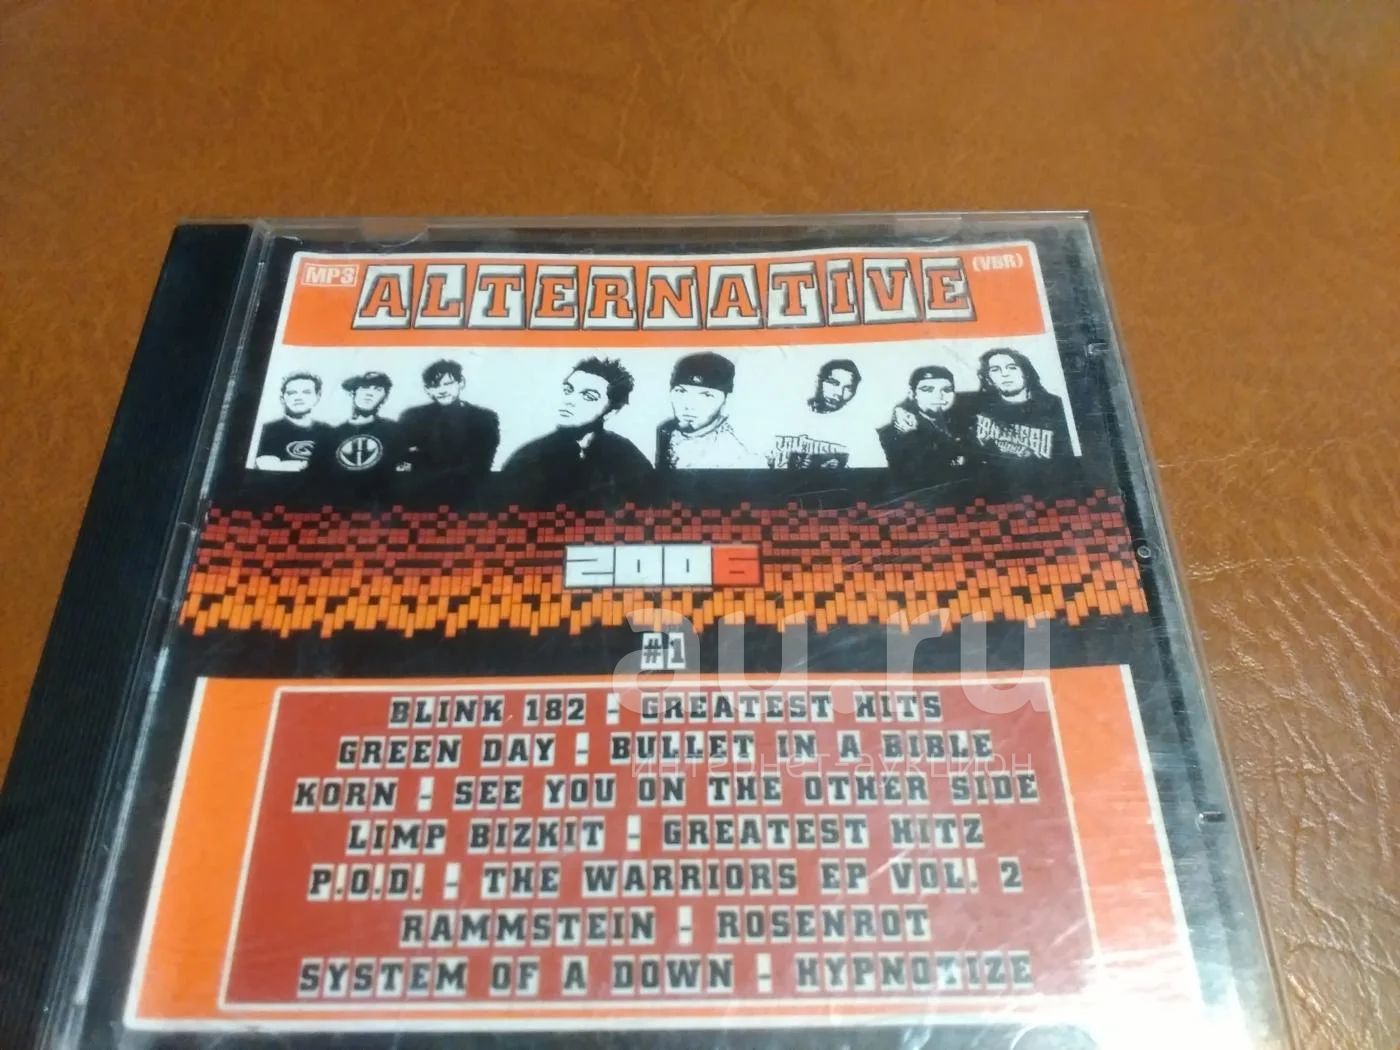 MP3 ALTERNATIVE (VBR)
2006
#1
BLINK 182 - GREATEST HITS
GREEN DAY - BULLET IN A BIBLE
KORN - SEE YOU ON THE OTHER SIDE
LIMP BIZKIT - GREATEST HITZ
P.O.D. - THE WARRIORS EP VOL. 2
RAMMSTEIN - ROSENROT
SYSTEM OF A DOWN - HYPNOTIZE
au.ru
интернет-аукцион